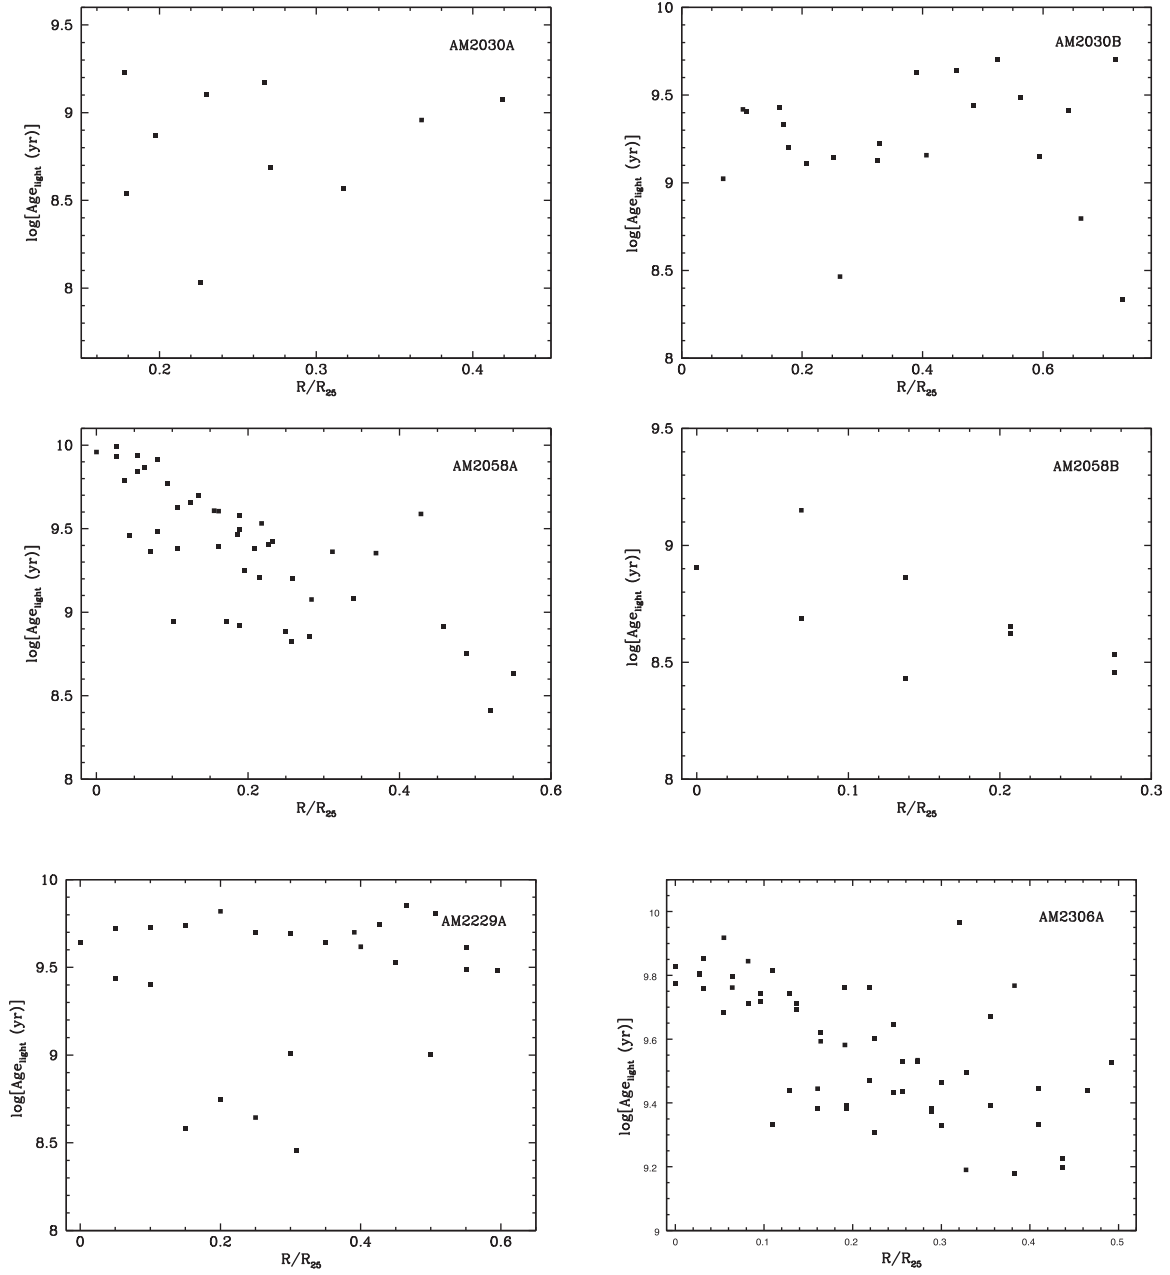 9.5
9
8.5
8
0.2 0.3 0.4
log[Age_light (yr)]
R/R_25
AM2030A
10
9.5
9
8.5
8
0 0.2 0.4 0.6
log[Age_light (yr)]
R/R_25
AM2030B
10
9.5
9
8.5
8
0 0.2 0.4 0.6
log[Age_light (yr)]
R/R_25
AM2058A
9.5
9
8.5
8
0 0.1 0.2 0.3
log[Age_light (yr)]
R/R_25
AM2058B
10
9.5
9
8.5
8
0 0.2 0.4 0.6
log[Age_light (yr)]
R/R_25
AM2229A
10
9.8
9.6
9.4
9.2
9
0 0.1 0.2 0.3 0.4 0.5
log[Age_light (yr)]
R/R_25
AM2306A